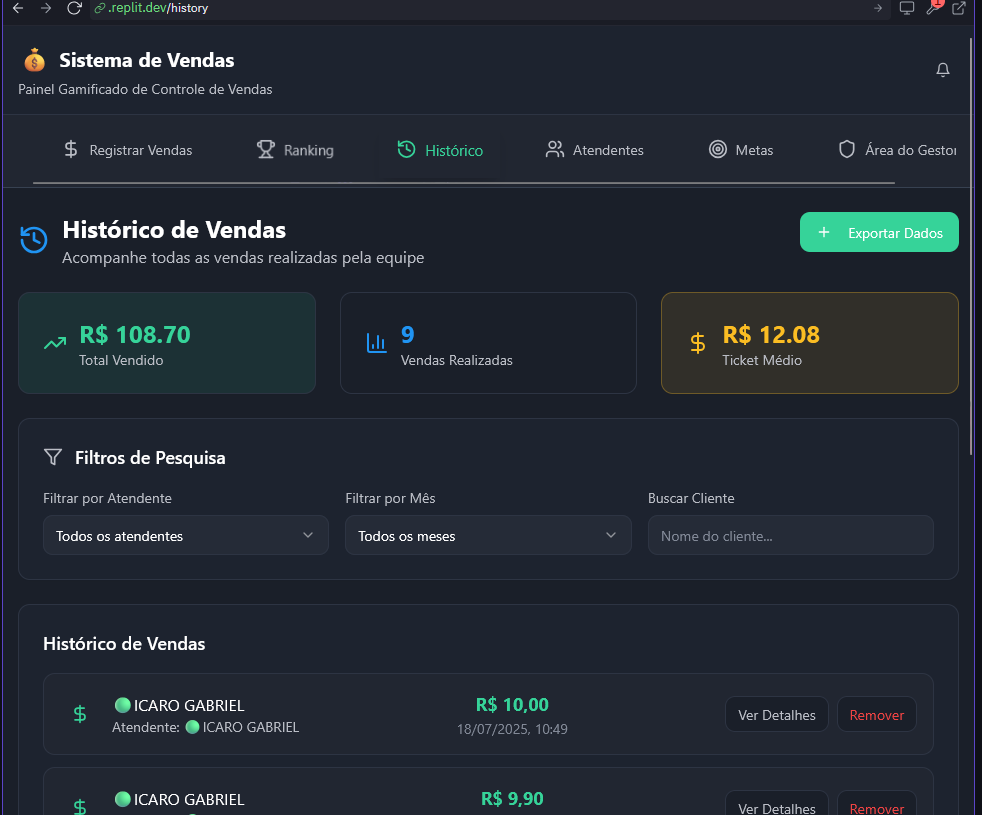 .replit.dev/history
1
Sistema de Vendas
Painel Gamificado de Controle de Vendas
Registrar Vendas Ranking Histórico Atendentes Metas Área do Gestor
Histórico de Vendas
Acompanhe todas as vendas realizadas pela equipe
+ Exportar Dados
R$ 108.70
Total Vendido
9
Vendas Realizadas
R$ 12.08
Ticket Médio
Filtros de Pesquisa
Filtrar por Atendente
Todos os atendentes
Filtrar por Mês
Todos os meses
Buscar Cliente
Nome do cliente...
Histórico de Vendas
$ ICARO GABRIEL
Atendente: ICARO GABRIEL
R$ 10,00
18/07/2025, 10:49
Ver Detalhes Remover
$ ICARO GABRIEL
R$ 9,90
Ver Detalhes Remover